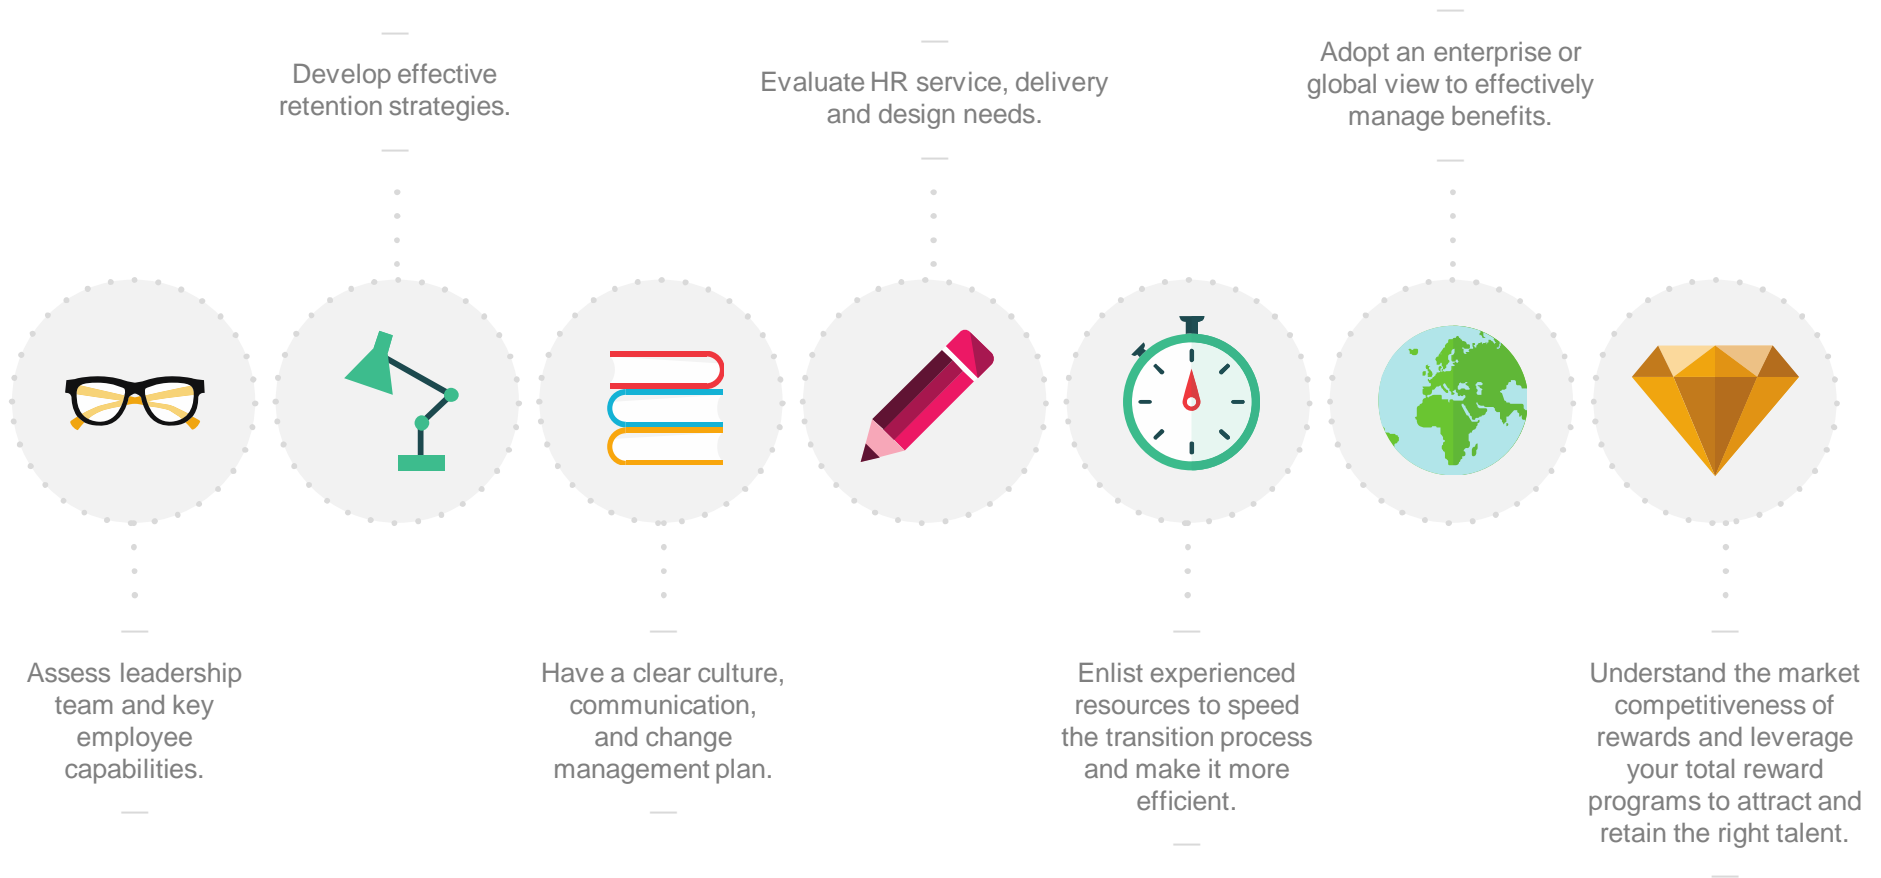 Develop effective
retention strategies.
Evaluate HR service, delivery
and design needs.
Adopt an enterprise or
global view to effectively
manage benefits.
Assess leadership
team and key
employee
capabilities.
Have a clear culture,
communication,
and change
management plan.
Enlist experienced
resources to speed
the transition process
and make it more
efficient.
Understand the market
competitiveness of
rewards and leverage
your total reward
programs to attract and
retain the right talent.